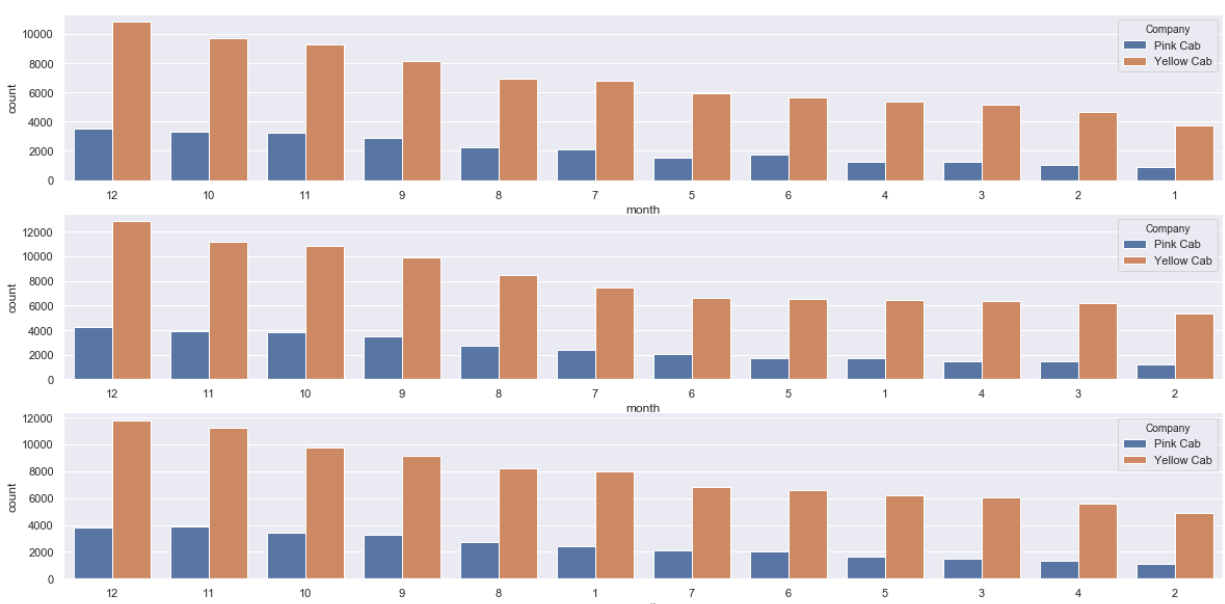 10000
8000
6000
4000
2000
0
count
Company
Pink Cab
Yellow Cab
12 10 11 9 8 7 5 6 4 3 2 1
month
12000
10000
8000
6000
4000
2000
0
count
Company
Pink Cab
Yellow Cab
12 11 10 9 8 7 6 5 1 4 3 2
month
12000
10000
8000
6000
4000
2000
0
count
Company
Pink Cab
Yellow Cab
12 11 10 9 8 1 7 6 5 3 4 2